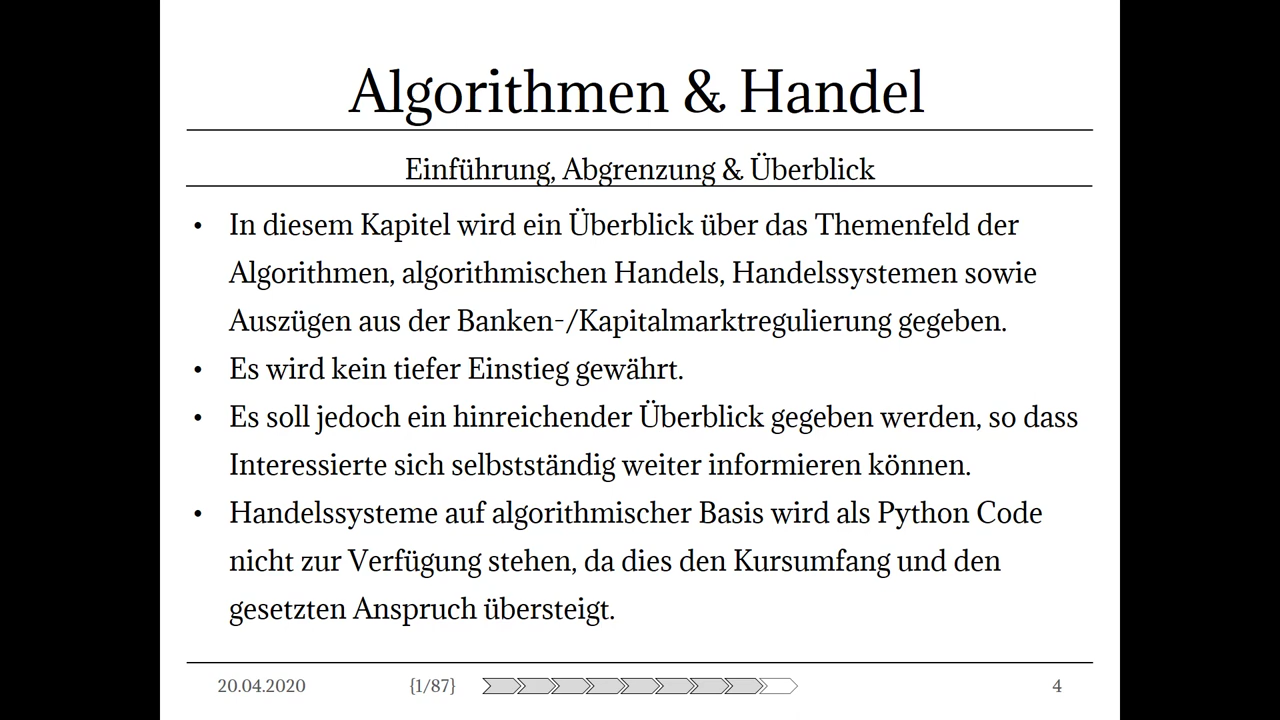 Algorithmen & Handel
Einführung, Abgrenzung & Überblick
• In diesem Kapitel wird ein Überblick über das Themenfeld der
Algorithmen, algorithmischen Handels, Handelssystemen sowie
Auszügen aus der Banken-/Kapitalmarktregulierung gegeben.
• Es wird kein tiefer Einstieg gewährt.
• Es soll jedoch ein hinreichender Überblick gegeben werden, so dass
Interessierte sich selbstständig weiter informieren können.
• Handelssysteme auf algorithmischer Basis wird als Python Code
nicht zur Verfügung stehen, da dies den Kursumfang und den
gesetzten Anspruch übersteigt.
20.04.2020 {1/87} 4